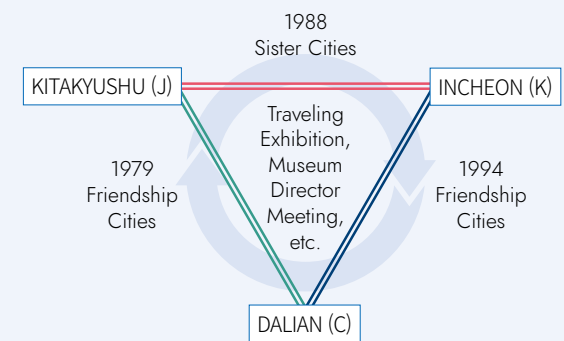 1988
Sister Cities
KITAKYUSHU (J)
INCHEON (K)
Traveling
Exhibition,
Museum
Director
Meeting,
etc.
1979
Friendship
Cities
1994
Friendship
Cities
DALIAN (C)